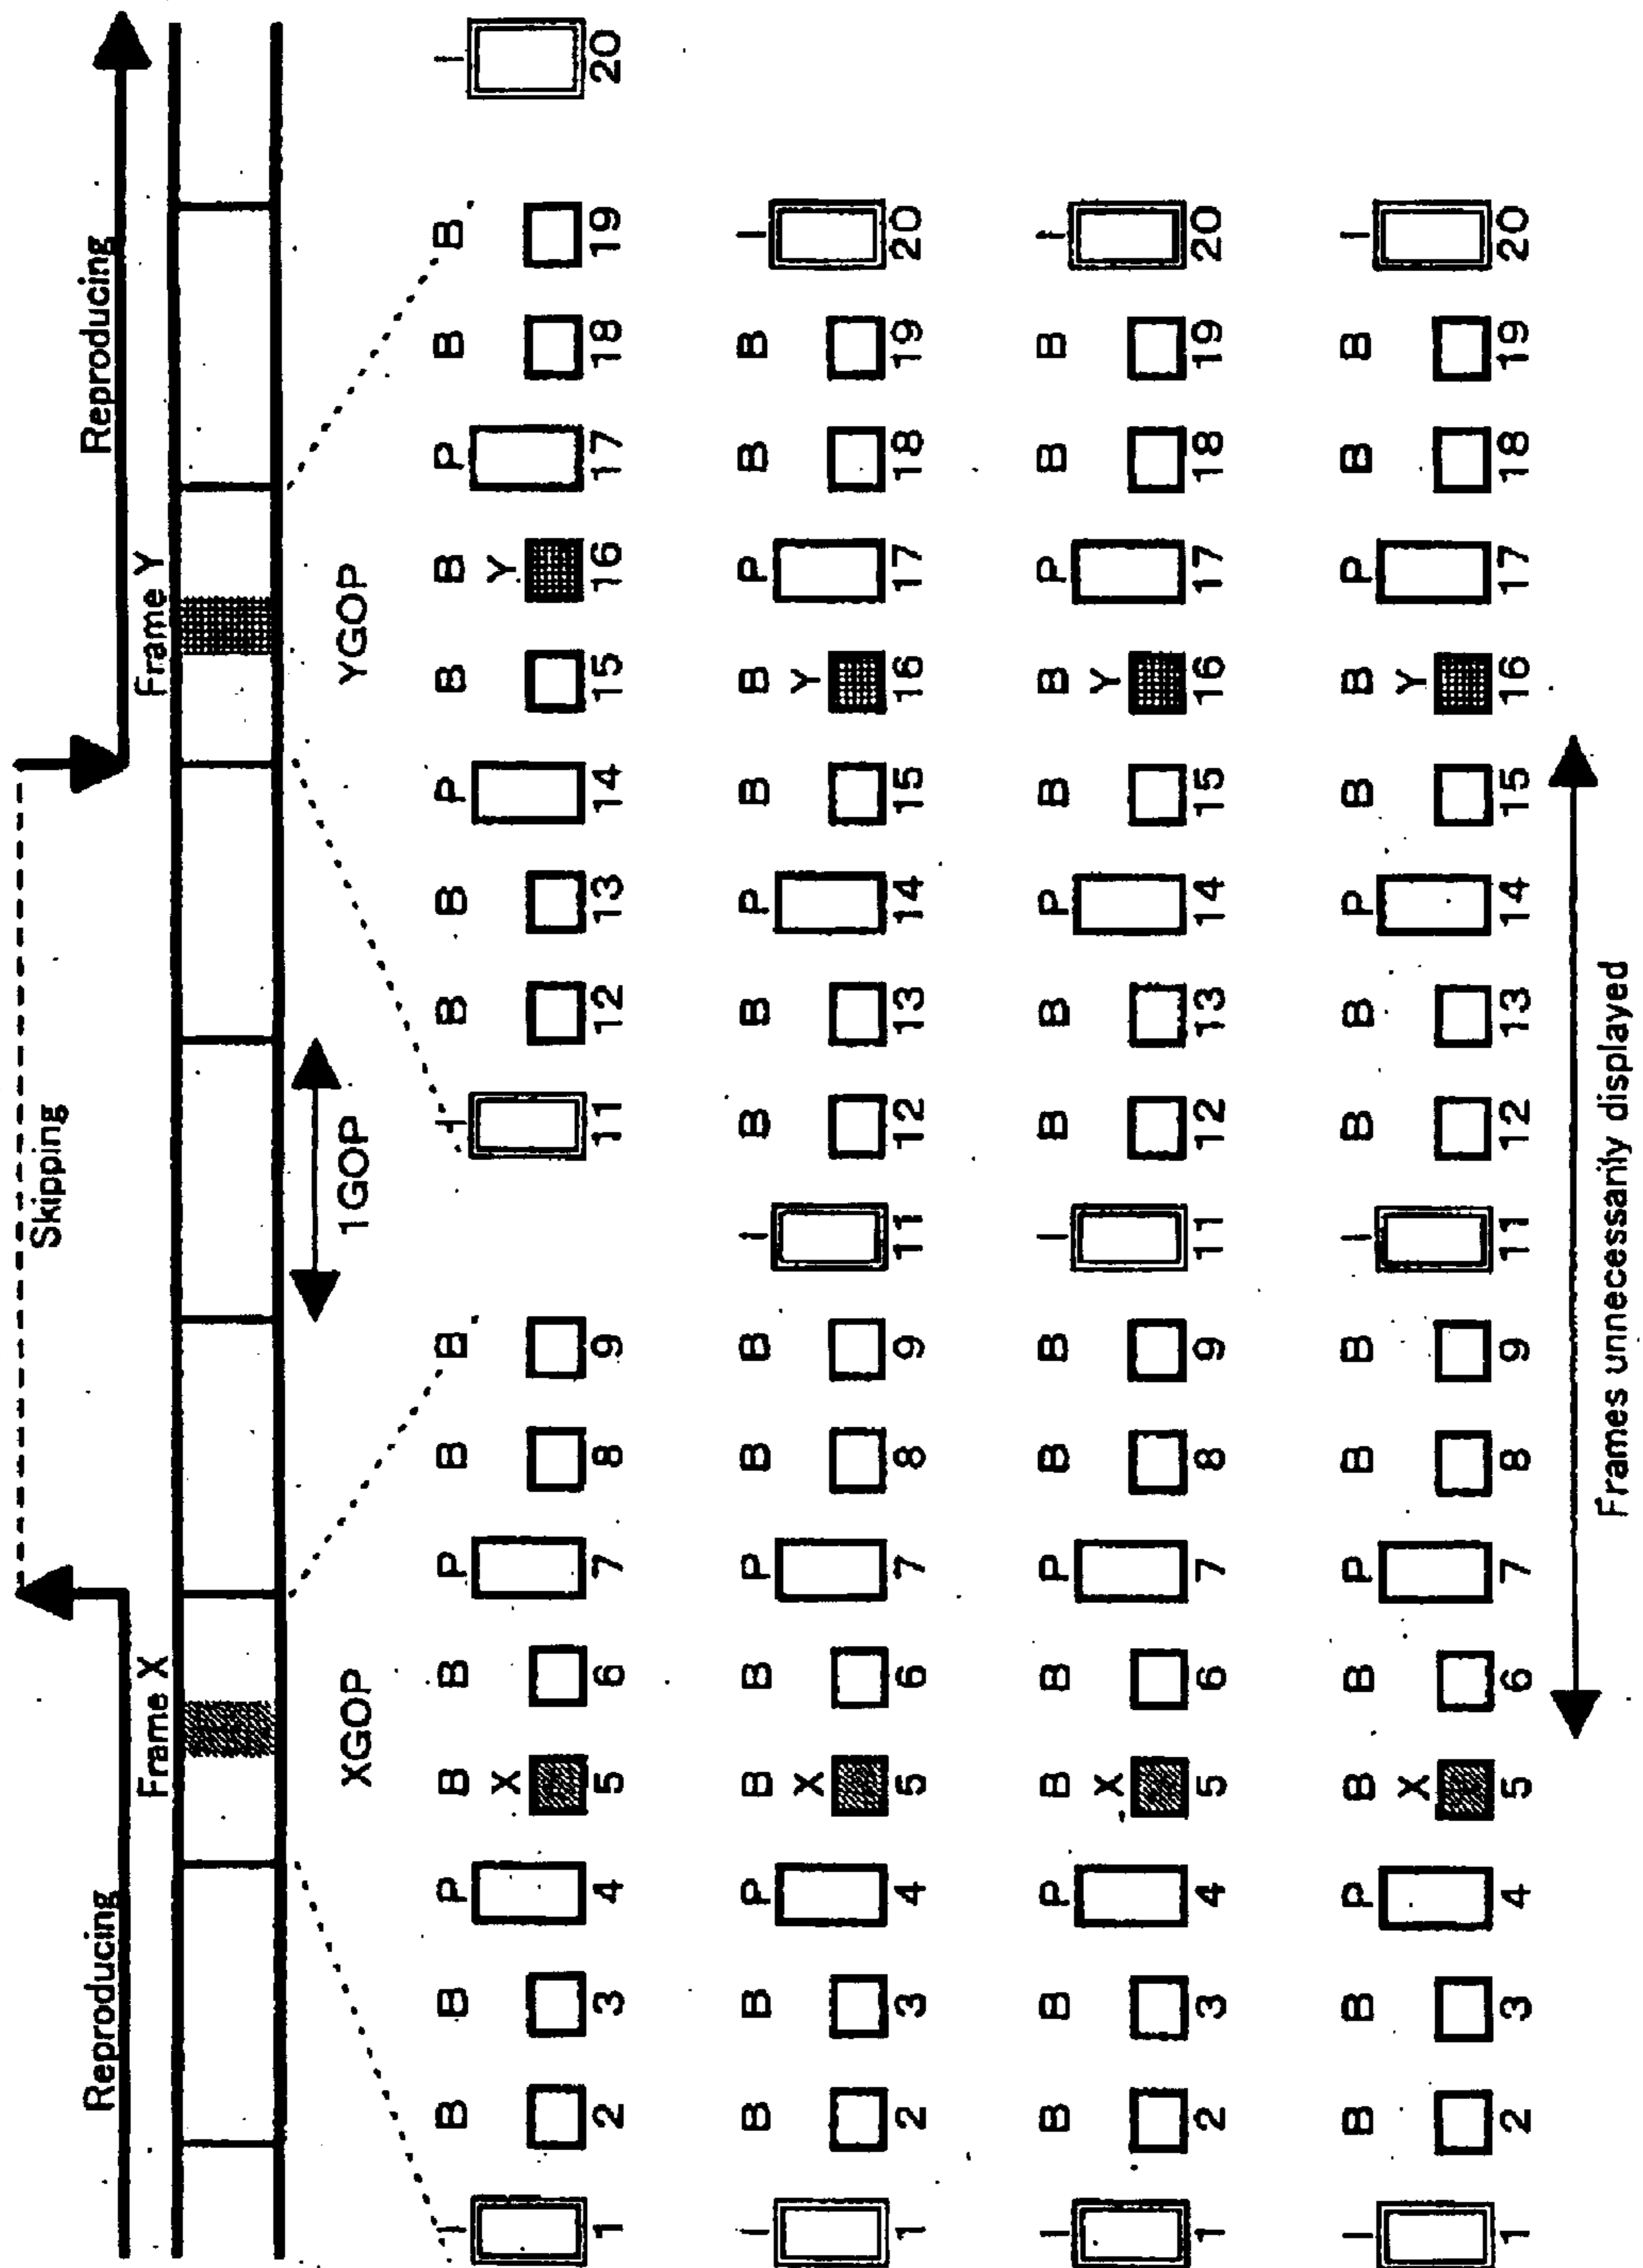 Skipping
Reproducing Reproducing
Frame X Frame Y
XGOP 1GOP YGOP
I B B P B B P B B I B B P B B P B B I
X Y
1 2 3 4 5 6 7 8 9 11 12 13 14 15 16 17 18 19 20
I B B P B B P B B I B B P B B P B B I
X Y
1 2 3 4 5 6 7 8 9 11 12 13 14 15 16 17 18 19 20
I B B P B B P B B I B B P B B P B B I
X Y
1 2 3 4 5 6 7 8 9 11 12 13 14 15 16 17 18 19 20
I B B P B B P B B I B B P B B P B B I
X Y
1 2 3 4 5 6 7 8 9 11 12 13 14 15 16 17 18 19 20
Frames unnecessarily displayed